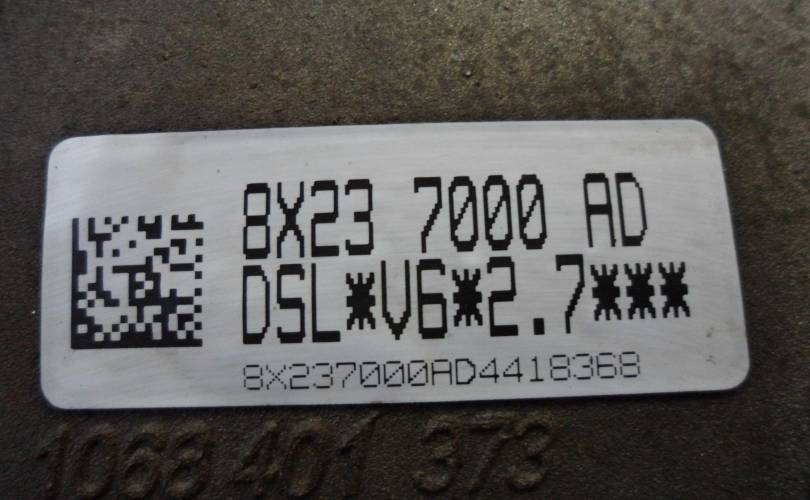 8X23 7000 AD
DSL*V6*2.7***
8X237000AD4418368
1068 401 373